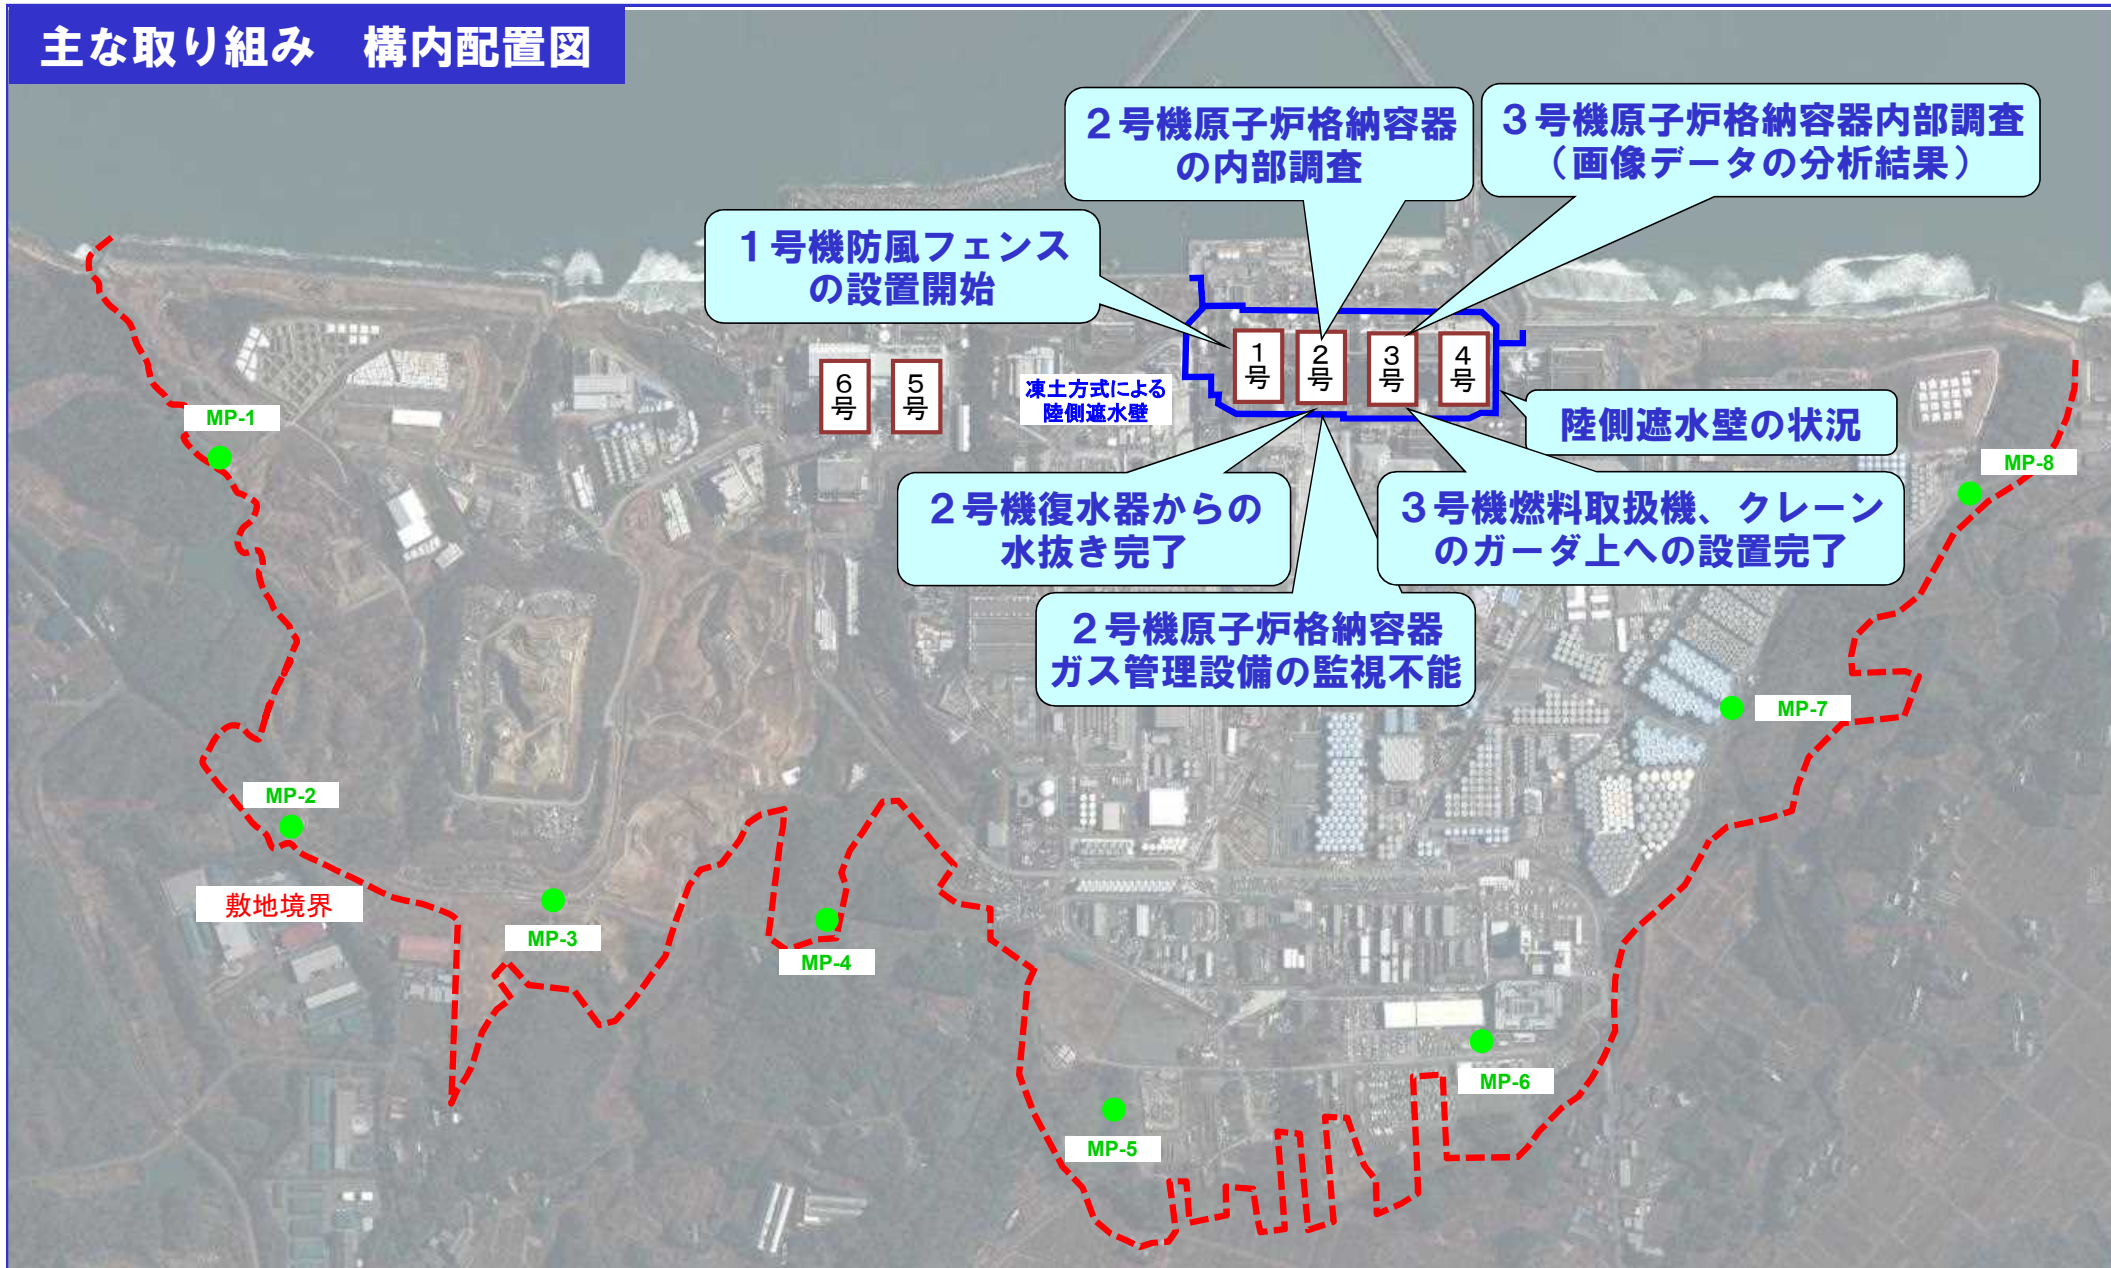 主な取り組み　構内配置図
２号機原子炉格納容器
の内部調査
３号機原子炉格納容器内部調査
（画像データの分析結果）
１号機防風フェンス
の設置開始
1
号
2
号
3
号
4
号
6
号
5
号
凍土方式による
陸側遮水壁
陸側遮水壁の状況
MP-1
MP-8
２号機復水器からの
水抜き完了
３号機燃料取扱機、クレーン
のガーダ上への設置完了
２号機原子炉格納容器
ガス管理設備の監視不能
MP-7
MP-2
敷地境界
MP-3
MP-4
MP-6
MP-5